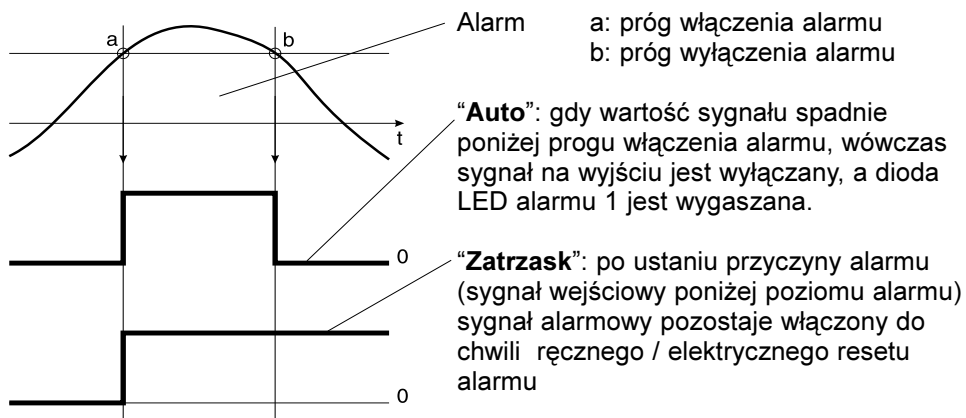 Alarm a: próg włączenia alarmu
b: próg wyłączenia alarmu
a
b
t
“Auto”: gdy wartość sygnału spadnie
poniżej progu włączenia alarmu, wówczas
sygnał na wyjściu jest wyłączany, a dioda
LED alarmu 1 jest wygaszana.
0
“Zatrzask”: po ustaniu przyczyny alarmu
(sygnał wejściowy poniżej poziomu alarmu)
sygnał alarmowy pozostaje włączony do
chwili ręcznego / elektrycznego resetu
alarmu
0